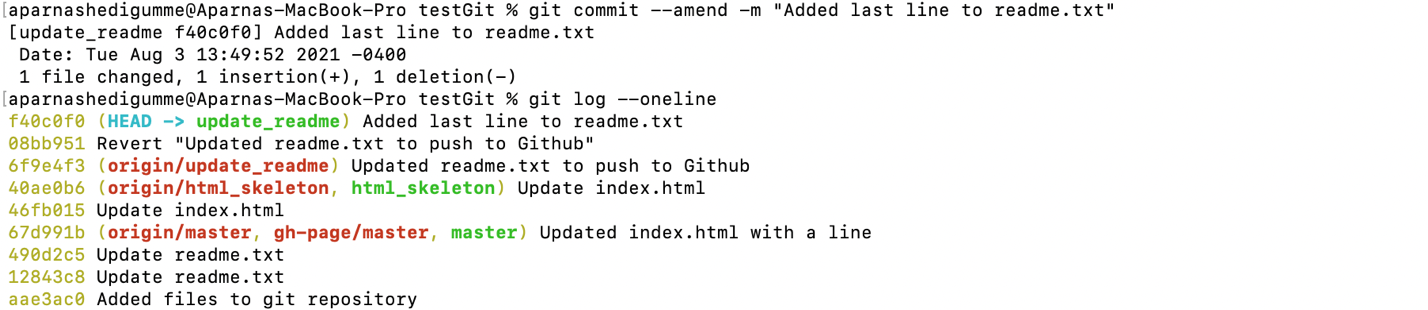 [aparnashedigumme@Aparnas-MacBook-Pro testGit % git commit --amend -m "Added last line to readme.txt"
[update_readme f40c0f0] Added last line to readme.txt
 Date: Tue Aug 3 13:49:52 2021 -0400
 1 file changed, 1 insertion(+), 1 deletion(-)
[aparnashedigumme@Aparnas-MacBook-Pro testGit % git log --oneline
f40c0f0 (HEAD -> update_readme) Added last line to readme.txt
08bb951 Revert "Updated readme.txt to push to Github"
6f9e4f3 (origin/update_readme) Updated readme.txt to push to Github
40ae0b6 (origin/html_skeleton, html_skeleton) Update index.html
46fb015 Update index.html
67d991b (origin/master, gh-page/master, master) Updated index.html with a line
490d2c5 Update readme.txt
12843c8 Update readme.txt
aae3ac0 Added files to git repository